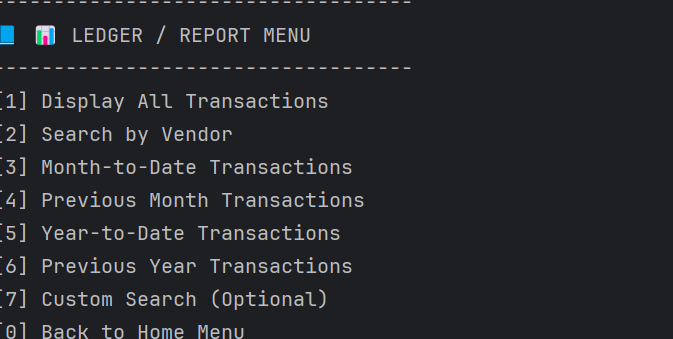 -----------------------------------
📘 📊 LEDGER / REPORT MENU
-----------------------------------
[1] Display All Transactions
[2] Search by Vendor
[3] Month-to-Date Transactions
[4] Previous Month Transactions
[5] Year-to-Date Transactions
[6] Previous Year Transactions
[7] Custom Search (Optional)
[0] Back to Home Menu